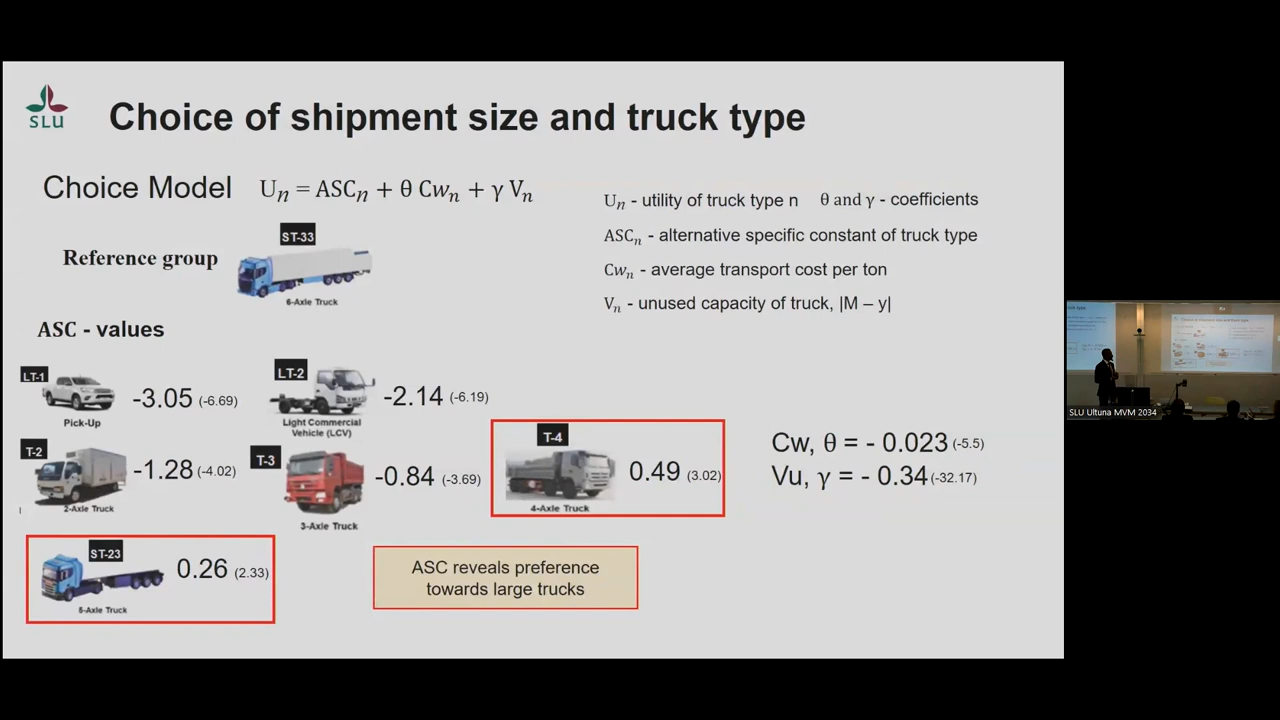 SLU
Choice of shipment size and truck type
Choice Model Uₙ = ASCₙ + θ Cwₙ + γ Vₙ
Uₙ - utility of truck type n θ and γ - coefficients
ASCₙ - alternative specific constant of truck type
Cwₙ - average transport cost per ton
Vₙ - unused capacity of truck, |M – y|
Reference group
ST-33
6-Axle Truck
ASC - values
LT-1
-3.05 (-6.69)
Pick-Up
LT-2
-2.14 (-6.19)
Light Commercial
Vehicle (LCV)
T-2
-1.28 (-4.02)
2-Axle Truck
T-3
-0.84 (-3.69)
3-Axle Truck
T-4
0.49 (3.02)
4-Axle Truck
Cw, θ = - 0.023 (-5.5)
Vu, γ = - 0.34 (-32.17)
ST-23
0.26 (2.33)
5-Axle Truck
ASC reveals preference
towards large trucks
SLU Ultuna MVM 2034